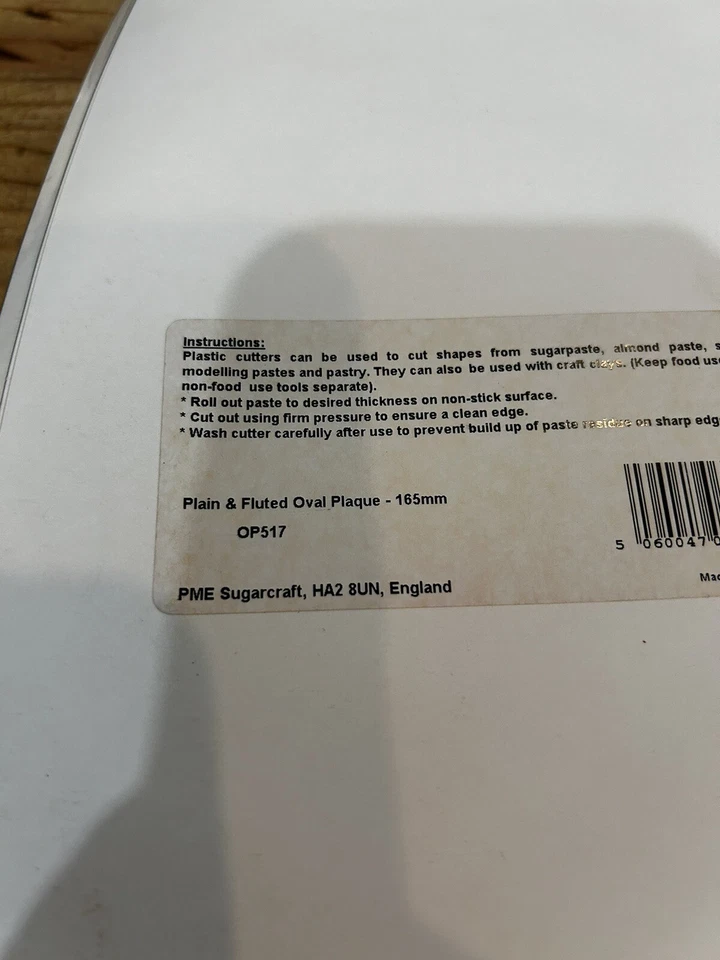 Instructions:
Plastic cutters can be used to cut shapes from sugarpaste, almond paste,
modelling pastes and pastry. They can also be used with craft clays. (Keep food use
non-food use tools separate).
* Roll out paste to desired thickness on non-stick surface.
* Cut out using firm pressure to ensure a clean edge.
* Wash cutter carefully after use to prevent build up of paste residue on sharp edg
Plain & Fluted Oval Plaque - 165mm
OP517
5 060047 0
PME Sugarcraft, HA2 8UN, England